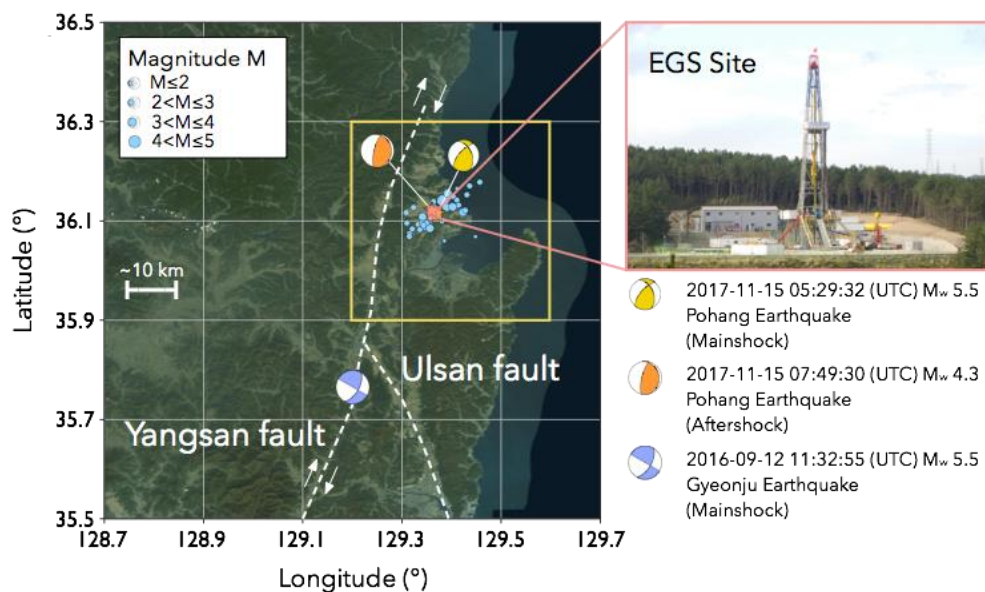 36.5
36.3
36.1
35.9
35.7
35.5
Latitude (°)
Magnitude M
M≤2
2<M≤3
3<M≤4
4<M≤5
~10 km
Ulsan fault
Yangsan fault
128.7
128.9
129.1
129.3
129.5
129.7
Longitude (°)
EGS Site
2017-11-15 05:29:32 (UTC) Mw 5.5
Pohang Earthquake
(Mainshock)
2017-11-15 07:49:30 (UTC) Mw 4.3
Pohang Earthquake
(Aftershock)
2016-09-12 11:32:55 (UTC) Mw 5.5
Gyeonju Earthquake
(Mainshock)